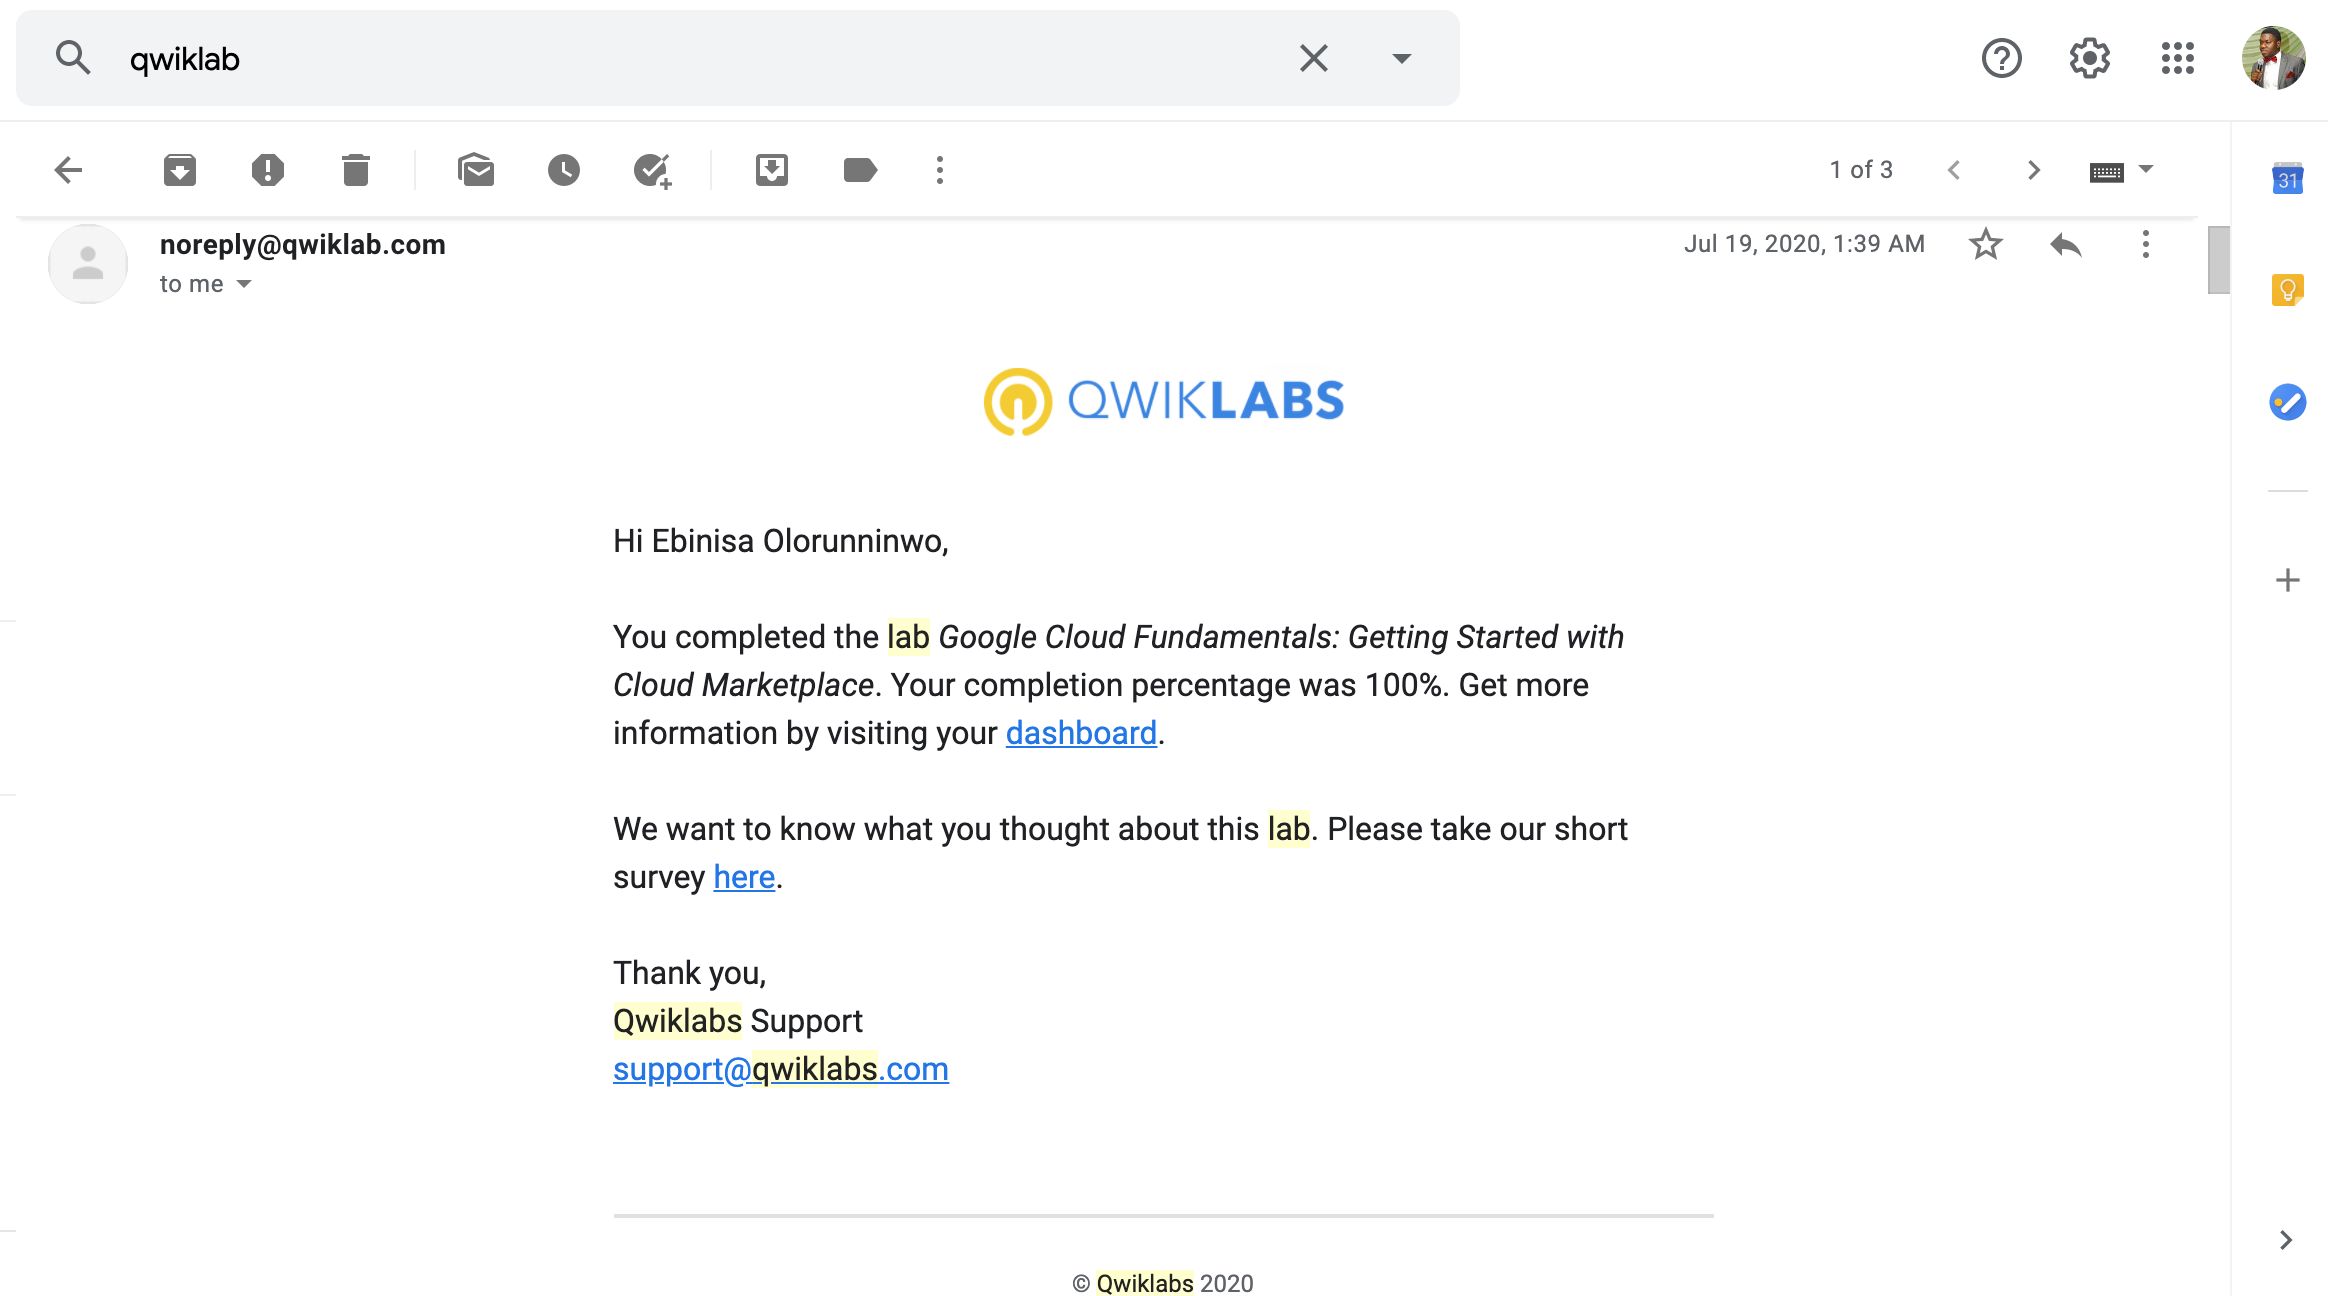 qwiklab
1 of 3
31
noreply@qwiklab.com
Jul 19, 2020, 1:39 AM
to me
QWIKLABS
Hi Ebinisa Olorunninwo,
You completed the lab Google Cloud Fundamentals: Getting Started with
Cloud Marketplace. Your completion percentage was 100%. Get more
information by visiting your dashboard.
We want to know what you thought about this lab. Please take our short
survey here.
Thank you,
Qwiklabs Support
support@qwiklabs.com
© Qwiklabs 2020